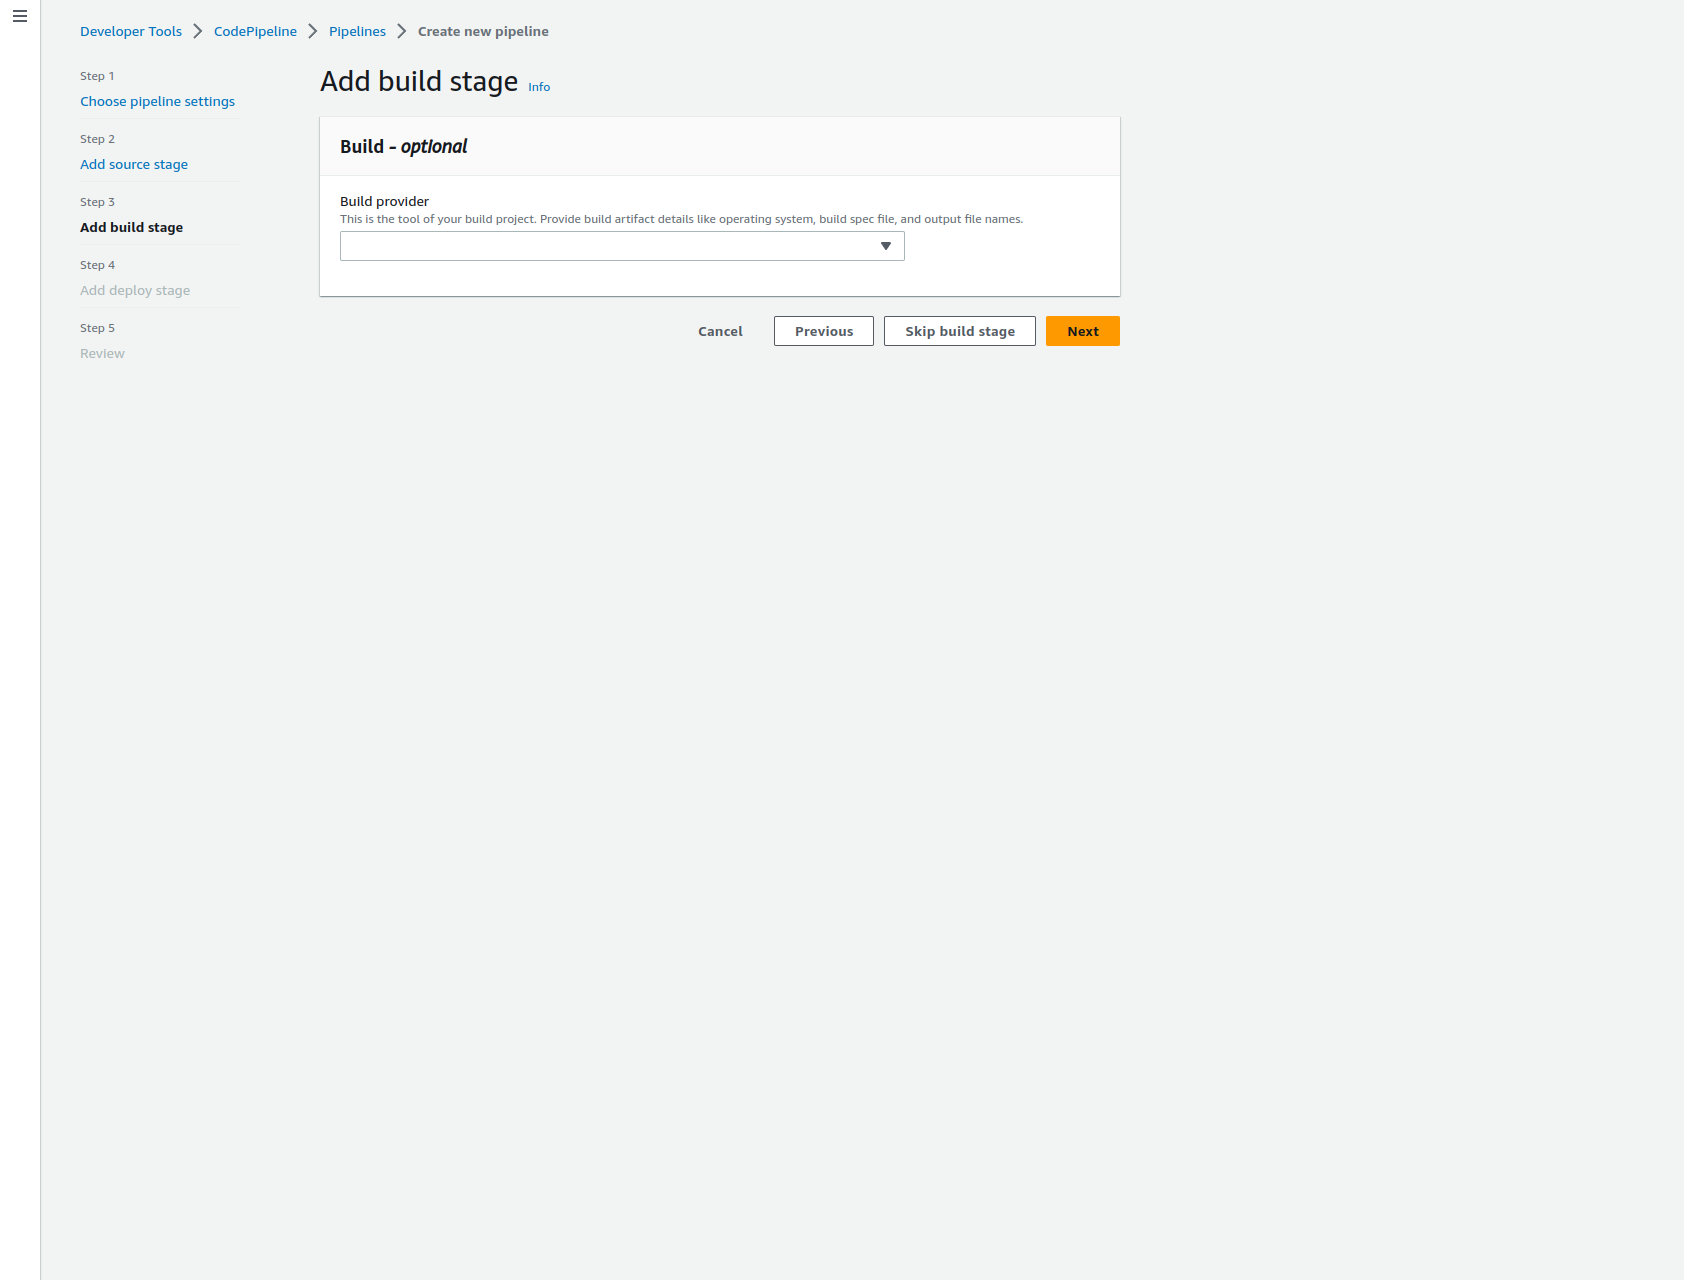 Developer Tools CodePipeline Pipelines Create new pipeline
Step 1
Choose pipeline settings
Step 2
Add source stage
Step 3
Add build stage
Step 4
Add deploy stage
Step 5
Review
Add build stage Info
Build - optional
Build provider
This is the tool of your build project. Provide build artifact details like operating system, build spec file, and output file names.
Cancel Previous Skip build stage Next